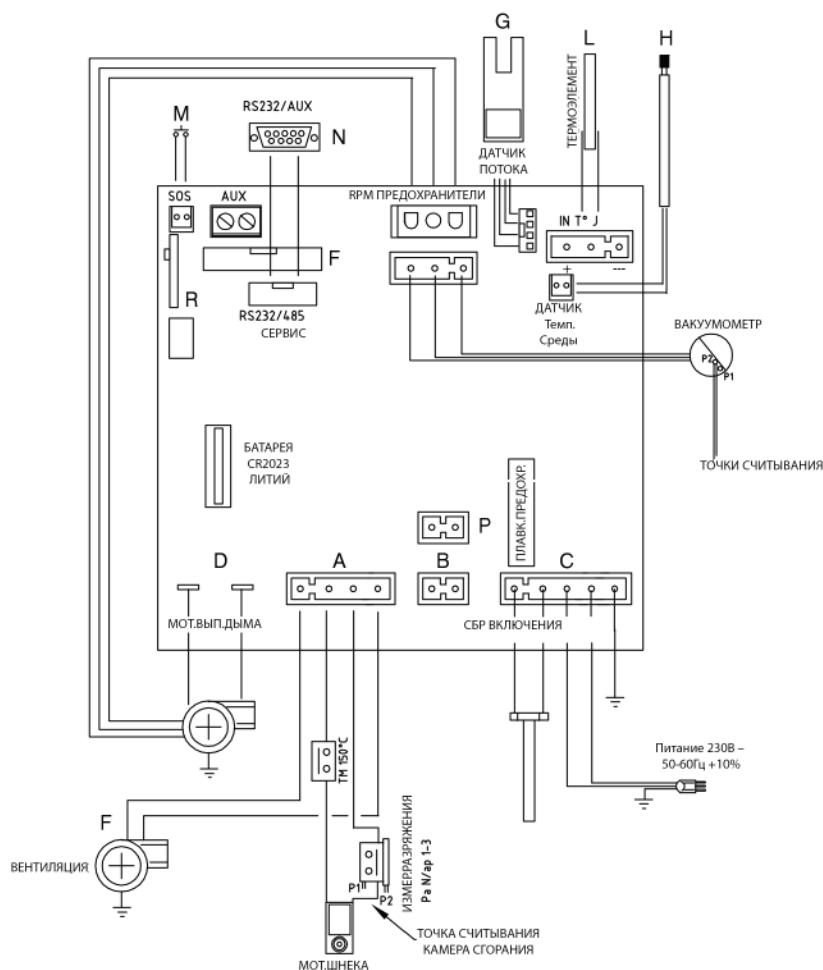 G
L
H
M
RS232/AUX
N
ТЕРМОЭЛЕМЕНТ
ДАТЧИК
ПОТОКА
SOS
AUX
RPM ПРЕДОХРАНИТЕЛИ
IN T° J
F
+
---
R
RS232/485
СЕРВИС
ДАТЧИК
Темп.
Среды
ВАКУУМОМЕТР
P2
P1
БАТАРЕЯ
CR2023
ЛИТИЙ
ТОЧКИ СЧИТЫВАНИЯ
ПЛАВК.ПРЕДОХР.
P
D
A
B
C
МОТ.ВЫП.ДЫМА
СБР ВКЛЮЧЕНИЯ
TM 150°C
Питание 230В –
50-60Гц +10%
F
ВЕНТИЛЯЦИЯ
ИЗМЕР.РАЗРЯЖЕНИЯ
Pa N/ap 1-3
P1
P2
ТОЧКА СЧИТЫВАНИЯ
КАМЕРА СГОРАНИЯ
МОТ.ШНЕКА